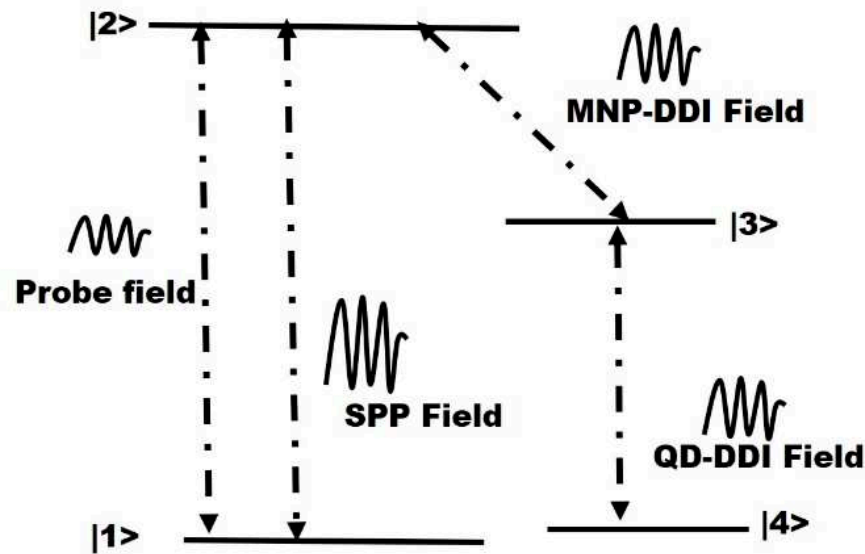 |2>
MNP-DDI Field
|3>
Probe field
SPP Field
QD-DDI Field
|1>
|4>